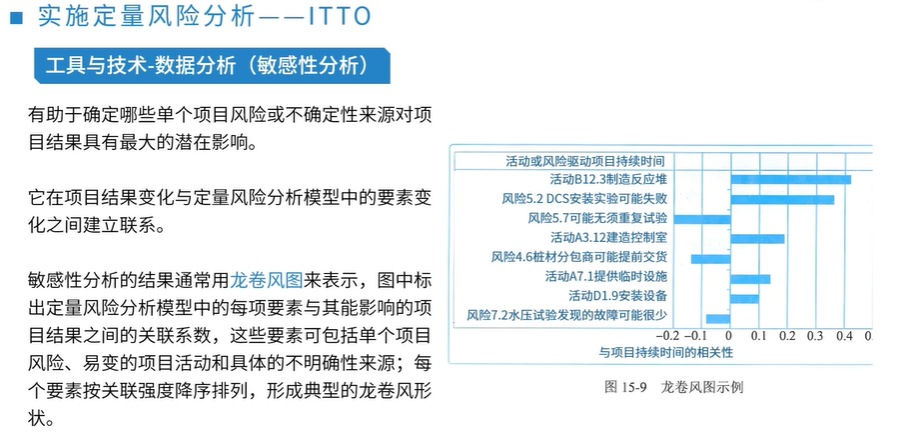 实施定量风险分析——ITTO
工具与技术-数据分析（敏感性分析）
有助于确定哪些单个项目风险或不确定性来源对项
目结果具有最大的潜在影响。
它在项目结果变化与定量风险分析模型中的要素变
化之间建立联系。
敏感性分析的结果通常用龙卷风图来表示，图中标
出定量风险分析模型中的每项要素与其能影响的项
目结果之间的关联系数，这些要素可包括单个项目
风险、易变的项目活动和具体的不明确性来源；每
个要素按关联强度降序排列，形成典型的龙卷风形
状。
活动或风险驱动项目持续时间
活动B12.3制造反应堆
风险5.2 DCS安装实验可能失败
风险5.7可能无须重复试验
活动A3.12建造控制室
风险4.6桩材分包商可能提前交货
活动A7.1提供临时设施
活动D1.9安装设备
风险7.2水压试验发现的故障可能很少
−0.2 −0.1 0 0.1 0.2 0.3 0.4
与项目持续时间的相关性
图 15-9 龙卷风图示例